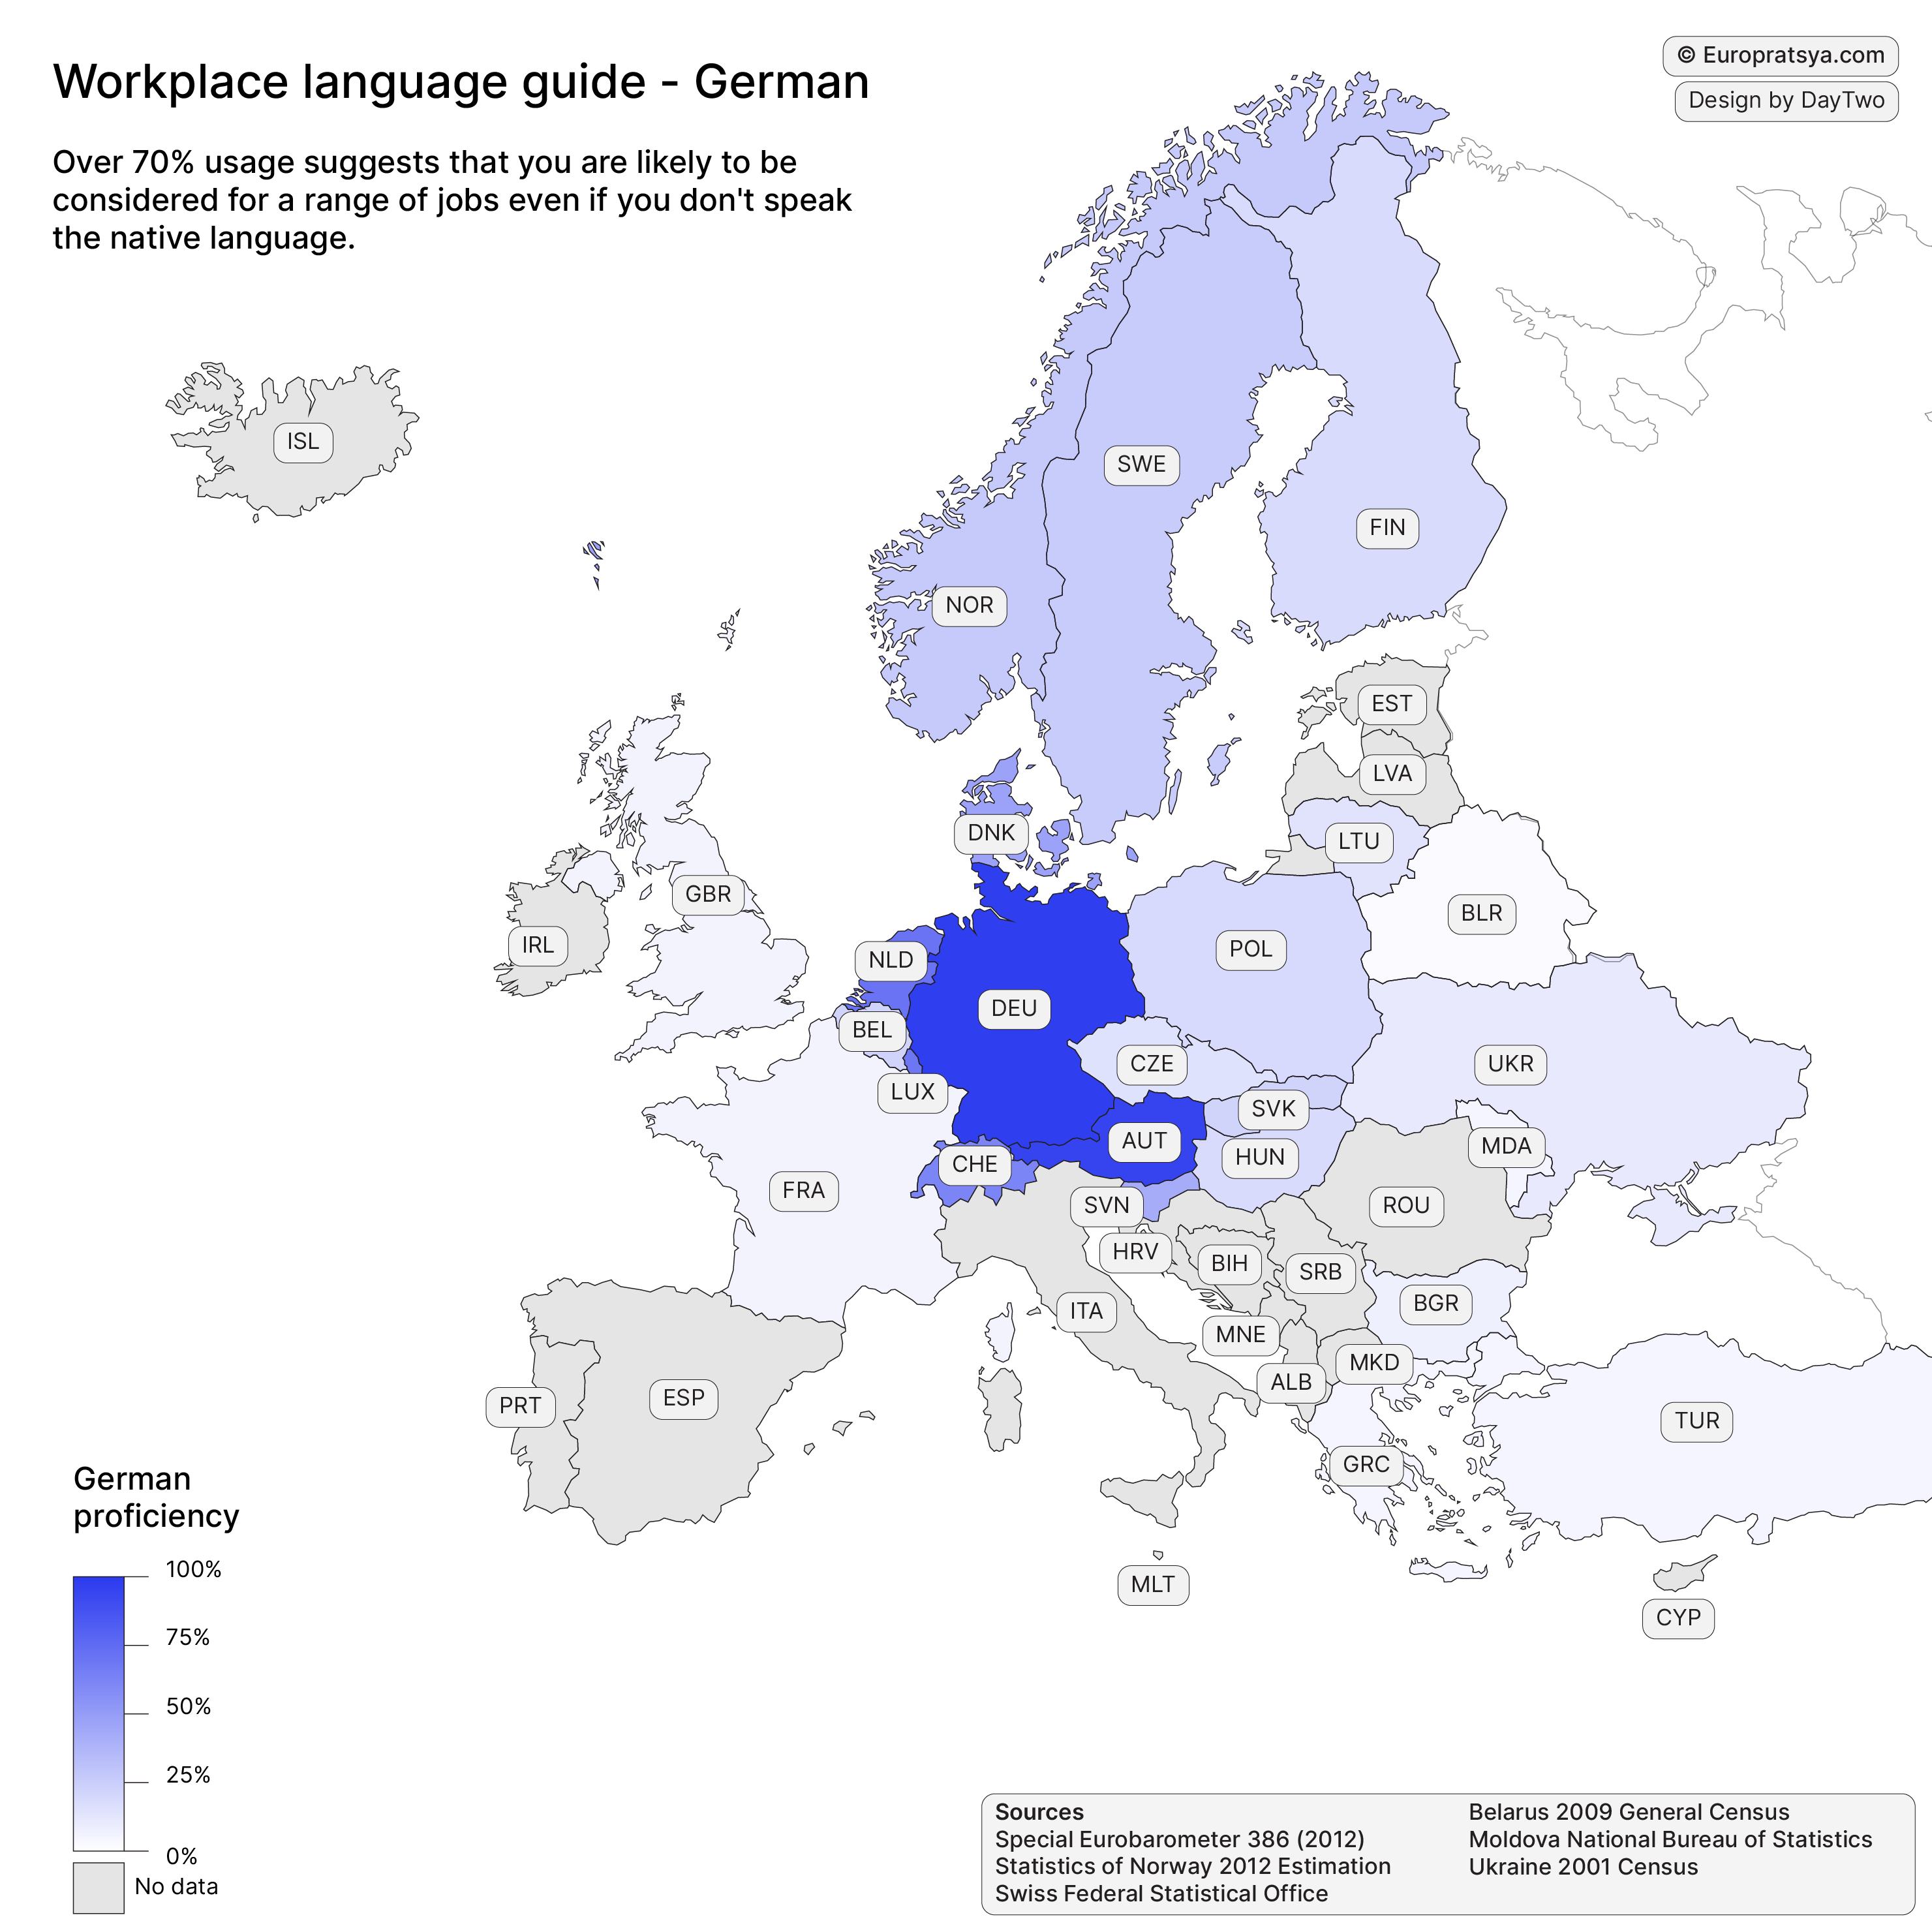 Workplace language guide - German
© Europratsya.com
Design by DayTwo
Over 70% usage suggests that you are likely to be
considered for a range of jobs even if you don't speak
the native language.
ISL
SWE
FIN
NOR
EST
LVA
DNK
LTU
GBR
BLR
IRL
POL
NLD
DEU
BEL
CZE
UKR
LUX
SVK
AUT
MDA
HUN
CHE
FRA
SVN
ROU
HRV
BIH
SRB
BGR
ITA
MNE
MKD
ALB
ESP
PRT
TUR
GRC
MLT
CYP
German
proficiency
100%
75%
50%
25%
0%
No data
Sources
Special Eurobarometer 386 (2012)
Statistics of Norway 2012 Estimation
Swiss Federal Statistical Office
Belarus 2009 General Census
Moldova National Bureau of Statistics
Ukraine 2001 Census